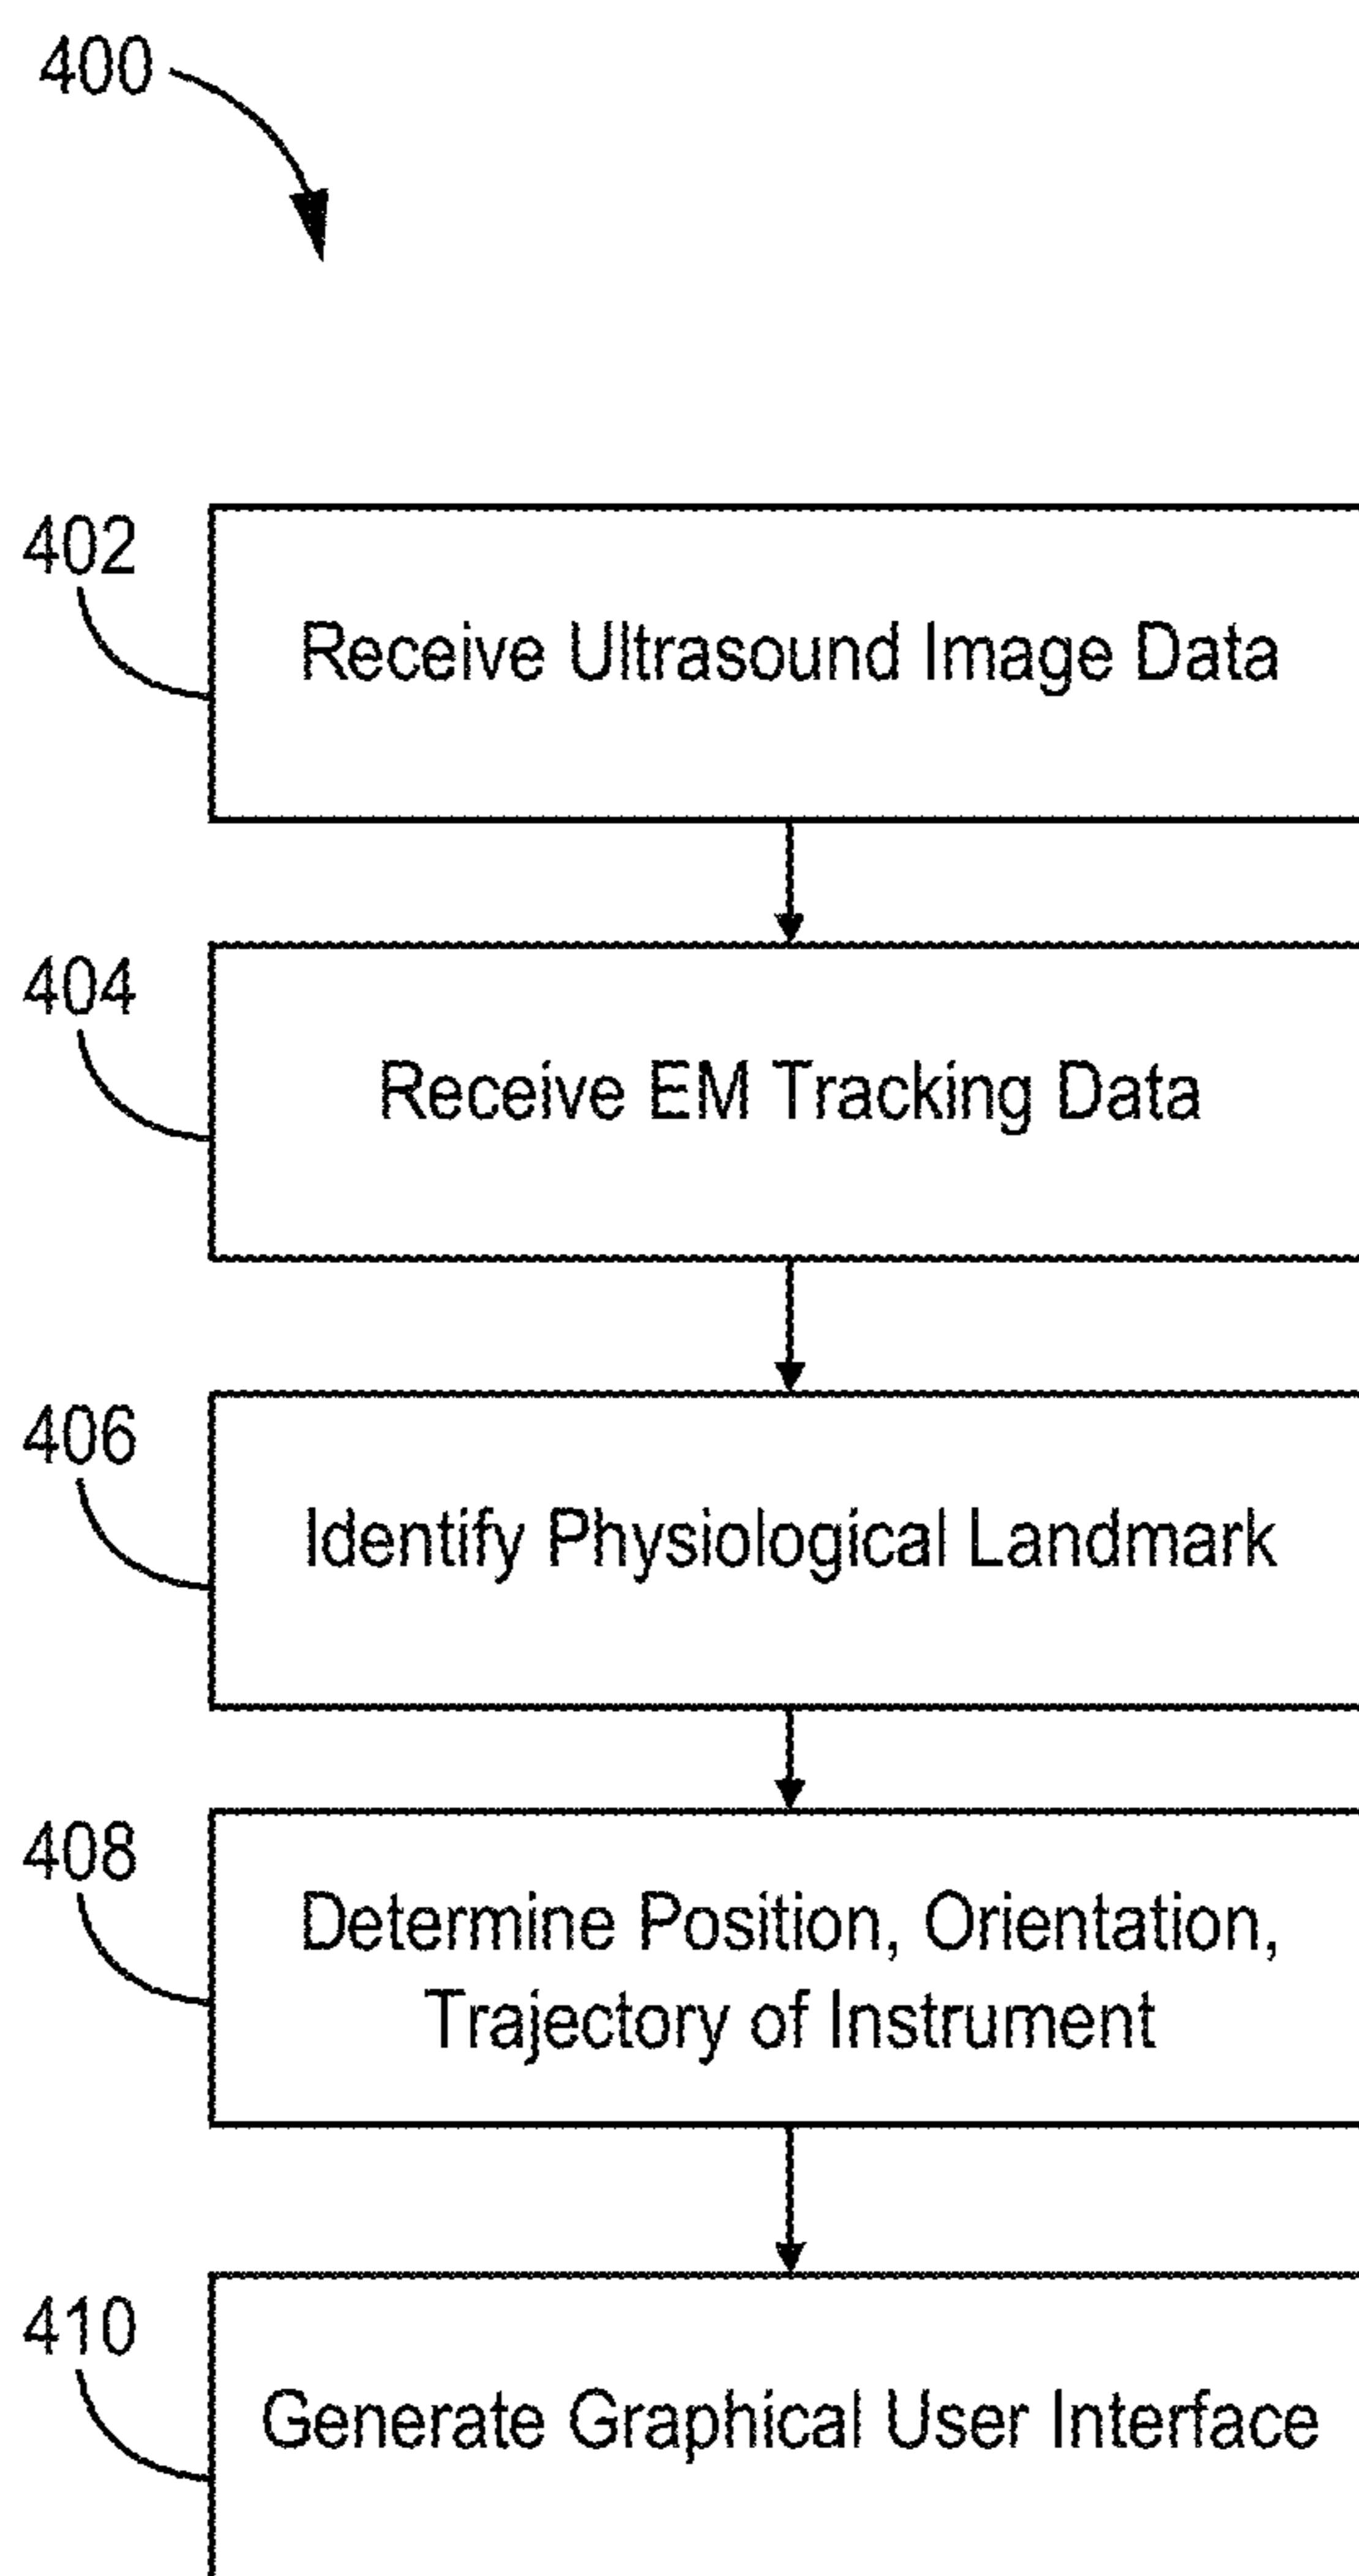 400
402
Receive Ultrasound Image Data
404
Receive EM Tracking Data
406
Identify Physiological Landmark
408
Determine Position, Orientation,
Trajectory of Instrument
410
Generate Graphical User Interface